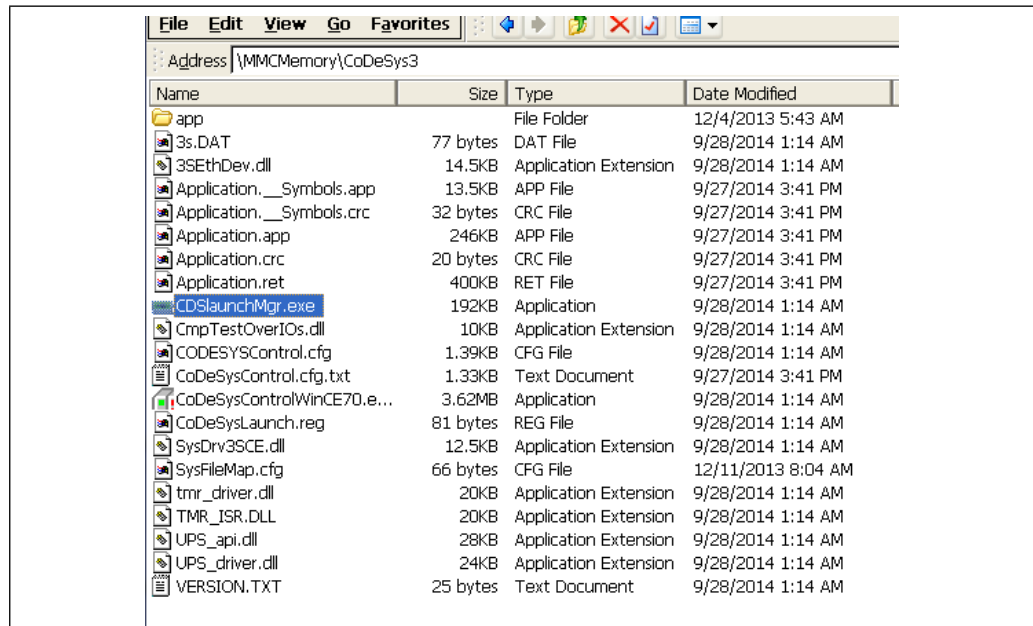 File Edit View Go Favorites
Address \MMCMemory\CoDeSys3
Name Size Type Date Modified
app File Folder 12/4/2013 5:43 AM
3s.DAT 77 bytes DAT File 9/28/2014 1:14 AM
3SEthDev.dll 14.5KB Application Extension 9/28/2014 1:14 AM
Application.__Symbols.app 13.5KB APP File 9/27/2014 3:41 PM
Application.__Symbols.crc 32 bytes CRC File 9/27/2014 3:41 PM
Application.app 246KB APP File 9/27/2014 3:41 PM
Application.crc 20 bytes CRC File 9/27/2014 3:41 PM
Application.ret 400KB RET File 9/27/2014 3:41 PM
CDSlaunchMgr.exe 192KB Application 9/28/2014 1:14 AM
CmpTestOverIOs.dll 10KB Application Extension 9/28/2014 1:14 AM
CODESYSControl.cfg 1.39KB CFG File 9/28/2014 1:14 AM
CoDeSysControl.cfg.txt 1.33KB Text Document 9/27/2014 3:41 PM
CoDeSysControlWinCE70.e... 3.62MB Application 9/28/2014 1:14 AM
CoDeSysLaunch.reg 81 bytes REG File 9/28/2014 1:14 AM
SysDrv3SCE.dll 12.5KB Application Extension 9/28/2014 1:14 AM
SysFileMap.cfg 66 bytes CFG File 12/11/2013 8:04 AM
tmr_driver.dll 20KB Application Extension 9/28/2014 1:14 AM
TMR_ISR.DLL 20KB Application Extension 9/28/2014 1:14 AM
UPS_api.dll 28KB Application Extension 9/28/2014 1:14 AM
UPS_driver.dll 24KB Application Extension 9/28/2014 1:14 AM
VERSION.TXT 25 bytes Text Document 9/28/2014 1:14 AM